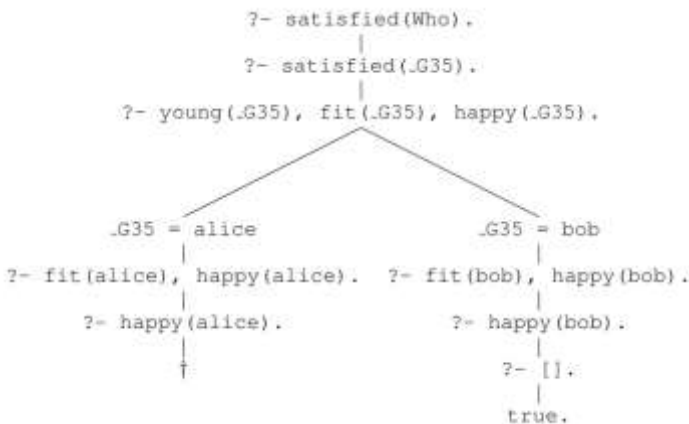 ?- satisfied(Who).
?- satisfied(_G35).
?- young(_G35), fit(_G35), happy(_G35).
_G35 = alice _G35 = bob
?- fit(alice), happy(alice). ?- fit(bob), happy(bob).
?- happy(alice). ?- happy(bob).
† ?- [].
true.